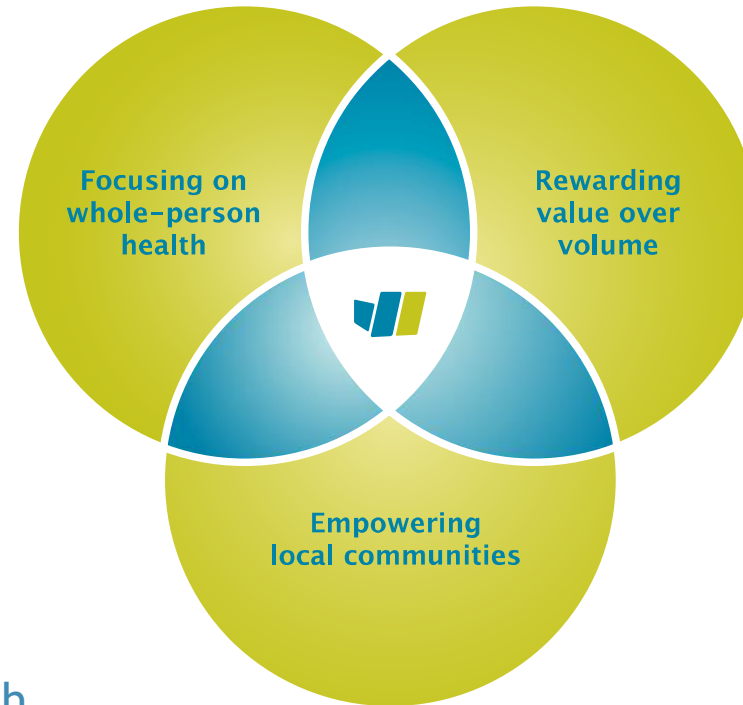 Focusing on
whole-person
health
Rewarding
value over
volume
Empowering
local communities
h